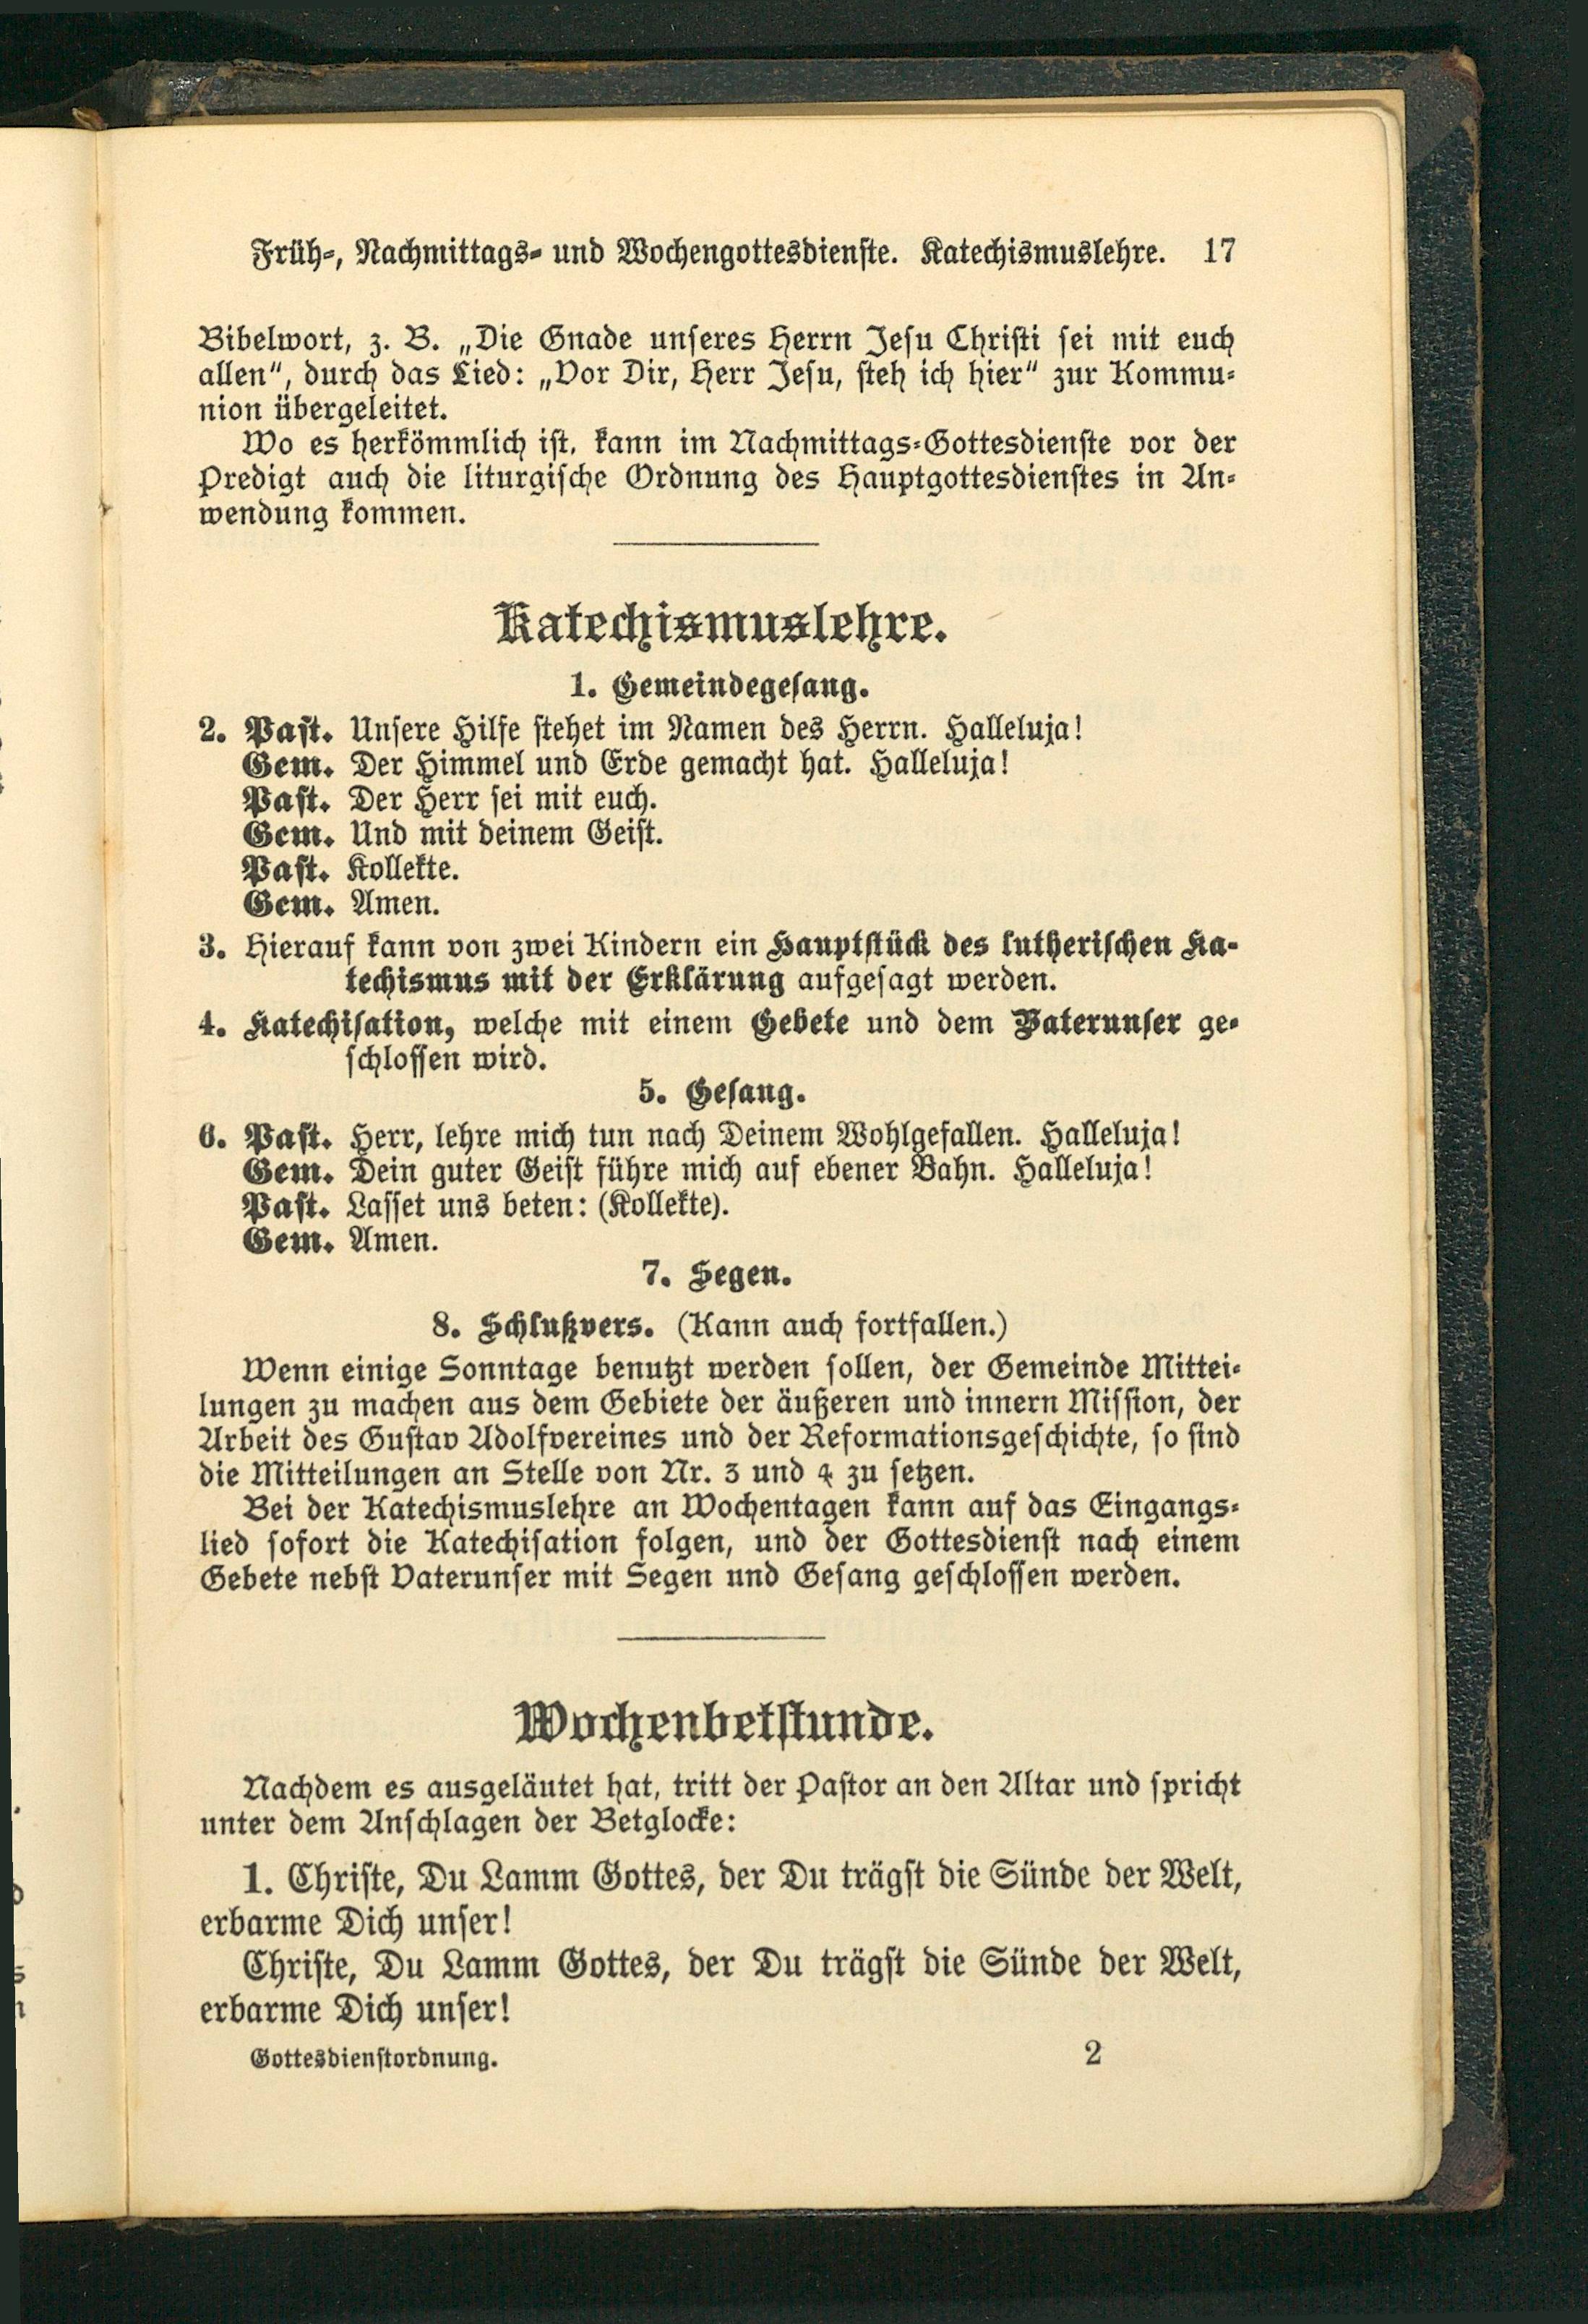 Früh-, Nachmittags- und Wochengottesdienste. Katechismuslehre. 17
Bibelwort, z. B. „Die Gnade unseres Herrn Jesu Christi sei mit euch
allen“, durch das Lied: „Vor Dir, Herr Jesu, steh ich hier“ zur Kommu-
nion übergeleitet.
Wo es herkömmlich ist, kann im Nachmittags-Gottesdienste vor der
Predigt auch die liturgische Ordnung des Hauptgottesdienstes in An-
wendung kommen.
Katechismuslehre.
1. Gemeindegesang.
2. Past. Unsere Hilfe stehet im Namen des Herrn. Halleluja!
Gem. Der Himmel und Erde gemacht hat. Halleluja!
Past. Der Herr sei mit euch.
Gem. Und mit deinem Geist.
Past. Kollekte.
Gem. Amen.
3. Hierauf kann von zwei Kindern ein Hauptstück des lutherischen Ka-
techismus mit der Erklärung aufgesagt werden.
4. Katechisation, welche mit einem Gebete und dem Vaterunser ge-
schlossen wird.
5. Gesang.
6. Past. Herr, lehre mich tun nach Deinem Wohlgefallen. Halleluja!
Gem. Dein guter Geist führe mich auf ebener Bahn. Halleluja!
Past. Lasset uns beten: (Kollekte).
Gem. Amen.
7. Segen.
8. Schlußvers. (Kann auch fortfallen.)
Wenn einige Sonntage benutzt werden sollen, der Gemeinde Mittei-
lungen zu machen aus dem Gebiete der äußeren und innern Mission, der
Arbeit des Gustav Adolfvereines und der Reformationsgeschichte, so sind
die Mitteilungen an Stelle von Nr. 3 und 4 zu setzen.
Bei der Katechismuslehre an Wochentagen kann auf das Eingangs-
lied sofort die Katechisation folgen, und der Gottesdienst nach einem
Gebete nebst Vaterunser mit Segen und Gesang geschlossen werden.
Wochenbetstunde.
Nachdem es ausgeläutet hat, tritt der Pastor an den Altar und spricht
unter dem Anschlagen der Betglocke:
1. Christe, Du Lamm Gottes, der Du trägst die Sünde der Welt,
erbarme Dich unser!
Christe, Du Lamm Gottes, der Du trägst die Sünde der Welt,
erbarme Dich unser!
Gottesdienstordnung. 2